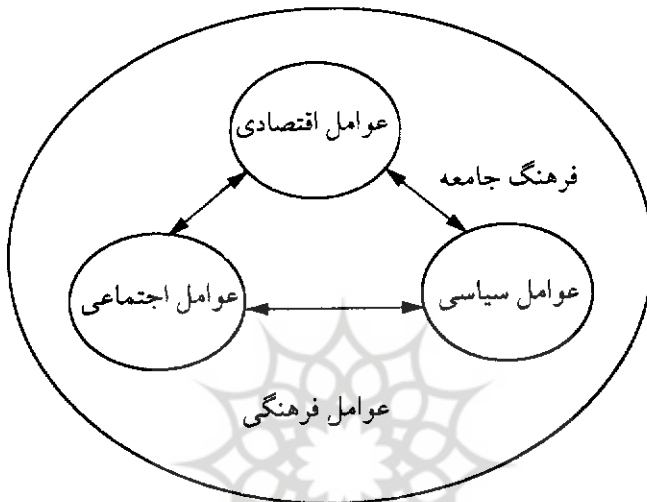 عوامل اقتصادی
فرهنگ جامعه
عوامل سیاسی
عوامل اجتماعی
عوامل فرهنگی